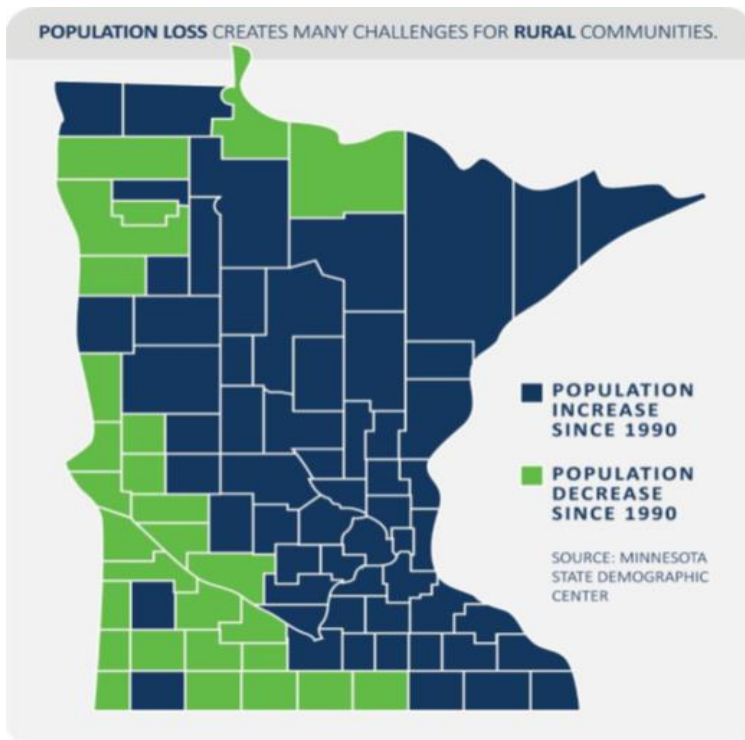 POPULATION LOSS CREATES MANY CHALLENGES FOR RURAL COMMUNITIES.
POPULATION
INCREASE
SINCE 1990
POPULATION
DECREASE
SINCE 1990
SOURCE: MINNESOTA
STATE DEMOGRAPHIC
CENTER